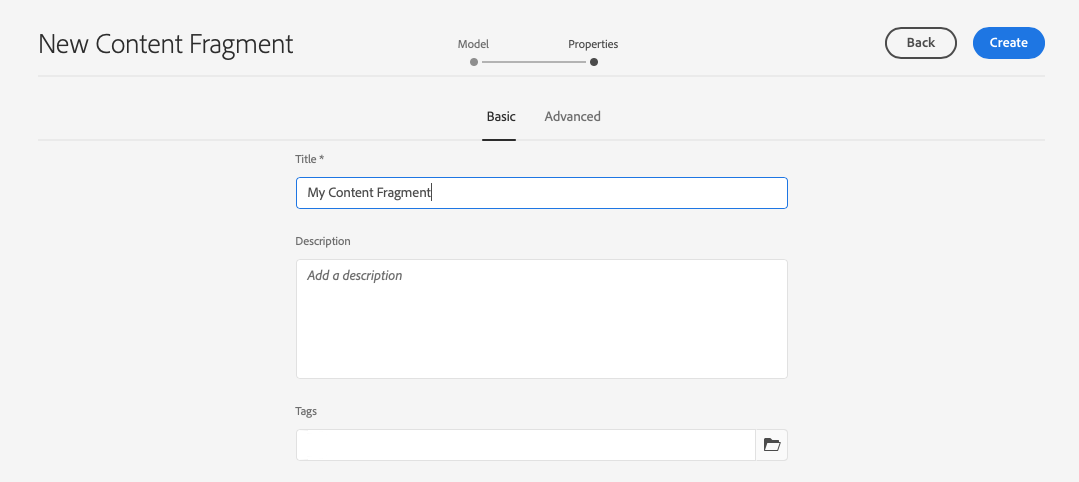 New Content Fragment
Model
Properties
Back
Create
Basic
Advanced
Title *
My Content Fragment
Description
Add a description
Tags